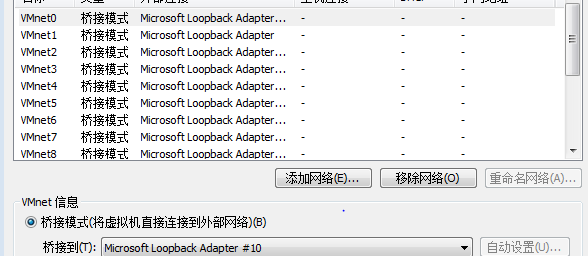 VMnet0 桥接模式 Microsoft Loopback Adapter... - - -
VMnet1 桥接模式 Microsoft Loopback Adapter - - -
VMnet2 桥接模式 Microsoft Loopback Adapter... - - -
VMnet3 桥接模式 Microsoft Loopback Adapter... - - -
VMnet4 桥接模式 Microsoft Loopback Adapter... - - -
VMnet5 桥接模式 Microsoft Loopback Adapter... - - -
VMnet6 桥接模式 Microsoft Loopback Adapter... - - -
VMnet7 桥接模式 Microsoft Loopback Adapter... - - -
VMnet8 桥接模式 Microsoft Loopback Adapter... - - -
添加网络(E)... 移除网络(O) 重命名网络(A)...
VMnet 信息
桥接模式(将虚拟机直接连接到外部网络)(B)
桥接到(T): Microsoft Loopback Adapter #10 自动设置(U)...